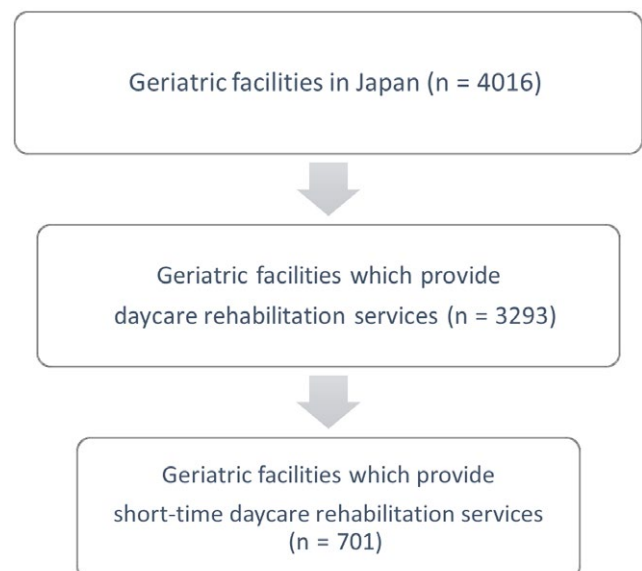 Geriatric facilities in Japan (n = 4016)
Geriatric facilities which provide
daycare rehabilitation services (n = 3293)
Geriatric facilities which provide
short-time daycare rehabilitation services
(n = 701)